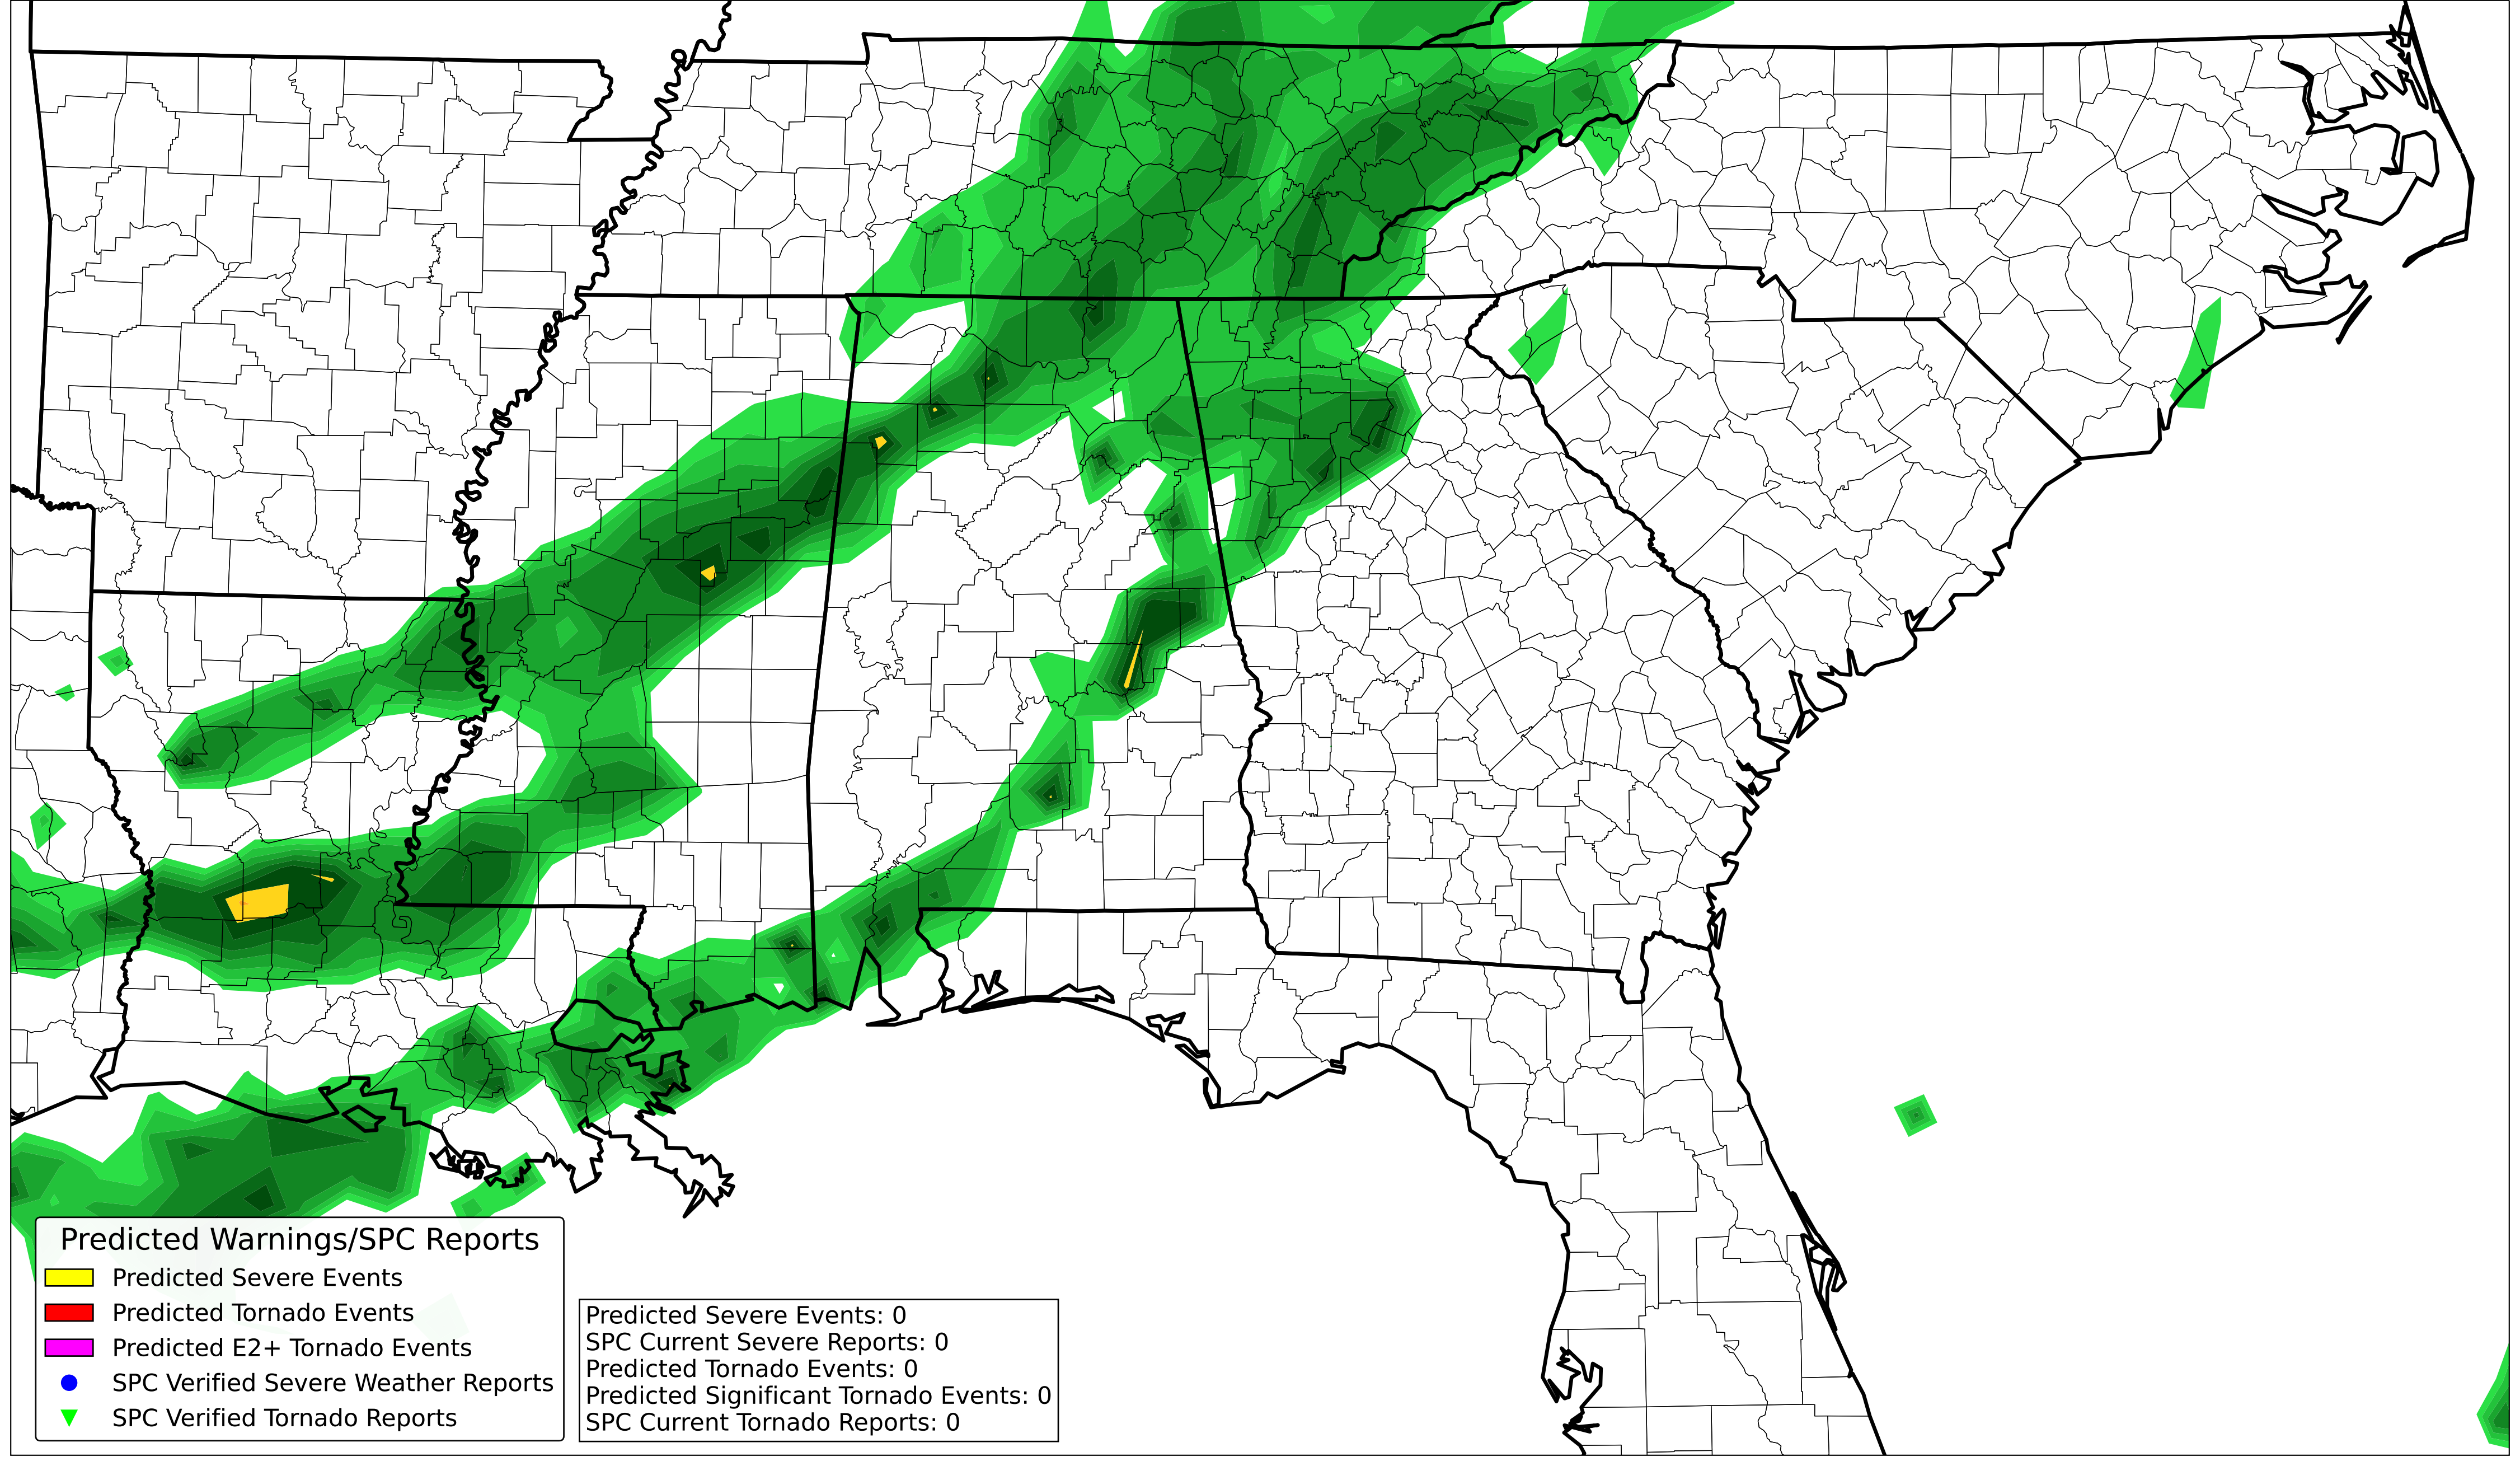 Predicted Warnings/SPC Reports
Predicted Severe Events
Predicted Tornado Events
Predicted E2+ Tornado Events
SPC Verified Severe Weather Reports
SPC Verified Tornado Reports
Predicted Severe Events: 0
SPC Current Severe Reports: 0
Predicted Tornado Events: 0
Predicted Significant Tornado Events: 0
SPC Current Tornado Reports: 0